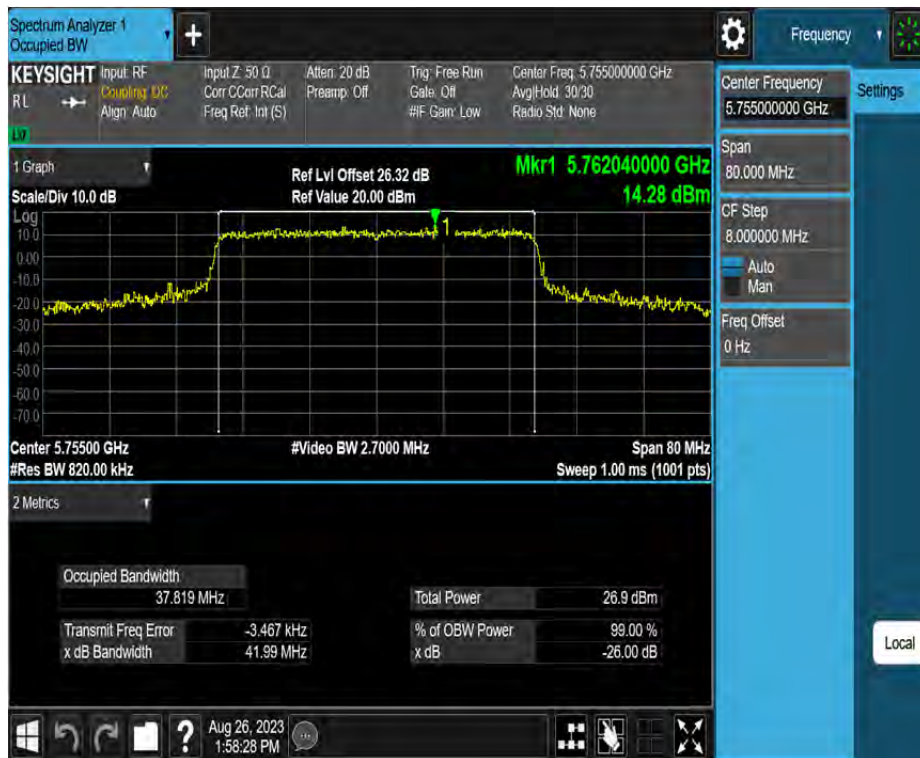 Spectrum Analyzer 1
Occupied BW
+
Frequency
KEYSIGHT
RL
LXI
Input: RF
Coupling: DC
Align: Auto
Input Z: 50 Ω
Corr CCorr RCal
Freq Ref: Int (S)
Atten: 20 dB
Preamp: Off
Trig: Free Run
Gate: Off
#IF Gain: Low
Center Freq: 5.755000000 GHz
Avg|Hold: 30/30
Radio Std: None
Center Frequency
5.755000000 GHz
Settings
Span
80.000 MHz
CF Step
8.000000 MHz
Auto
Man
Freq Offset
0 Hz
1 Graph
Scale/Div 10.0 dB
Ref Lvl Offset 26.32 dB
Ref Value 20.00 dBm
Mkr1 5.762040000 GHz
14.28 dBm
Log
10.0
0.00
-10.0
-20.0
-30.0
-40.0
-50.0
-60.0
-70.0
1
Center 5.75500 GHz
#Video BW 2.7000 MHz
Span 80 MHz
#Res BW 820.00 kHz
Sweep 1.00 ms (1001 pts)
2 Metrics
Occupied Bandwidth
37.819 MHz
Total Power
26.9 dBm
Transmit Freq Error
-3.467 kHz
% of OBW Power
99.00 %
x dB Bandwidth
41.99 MHz
x dB
-26.00 dB
Local
?
Aug 26, 2023
1:58:28 PM